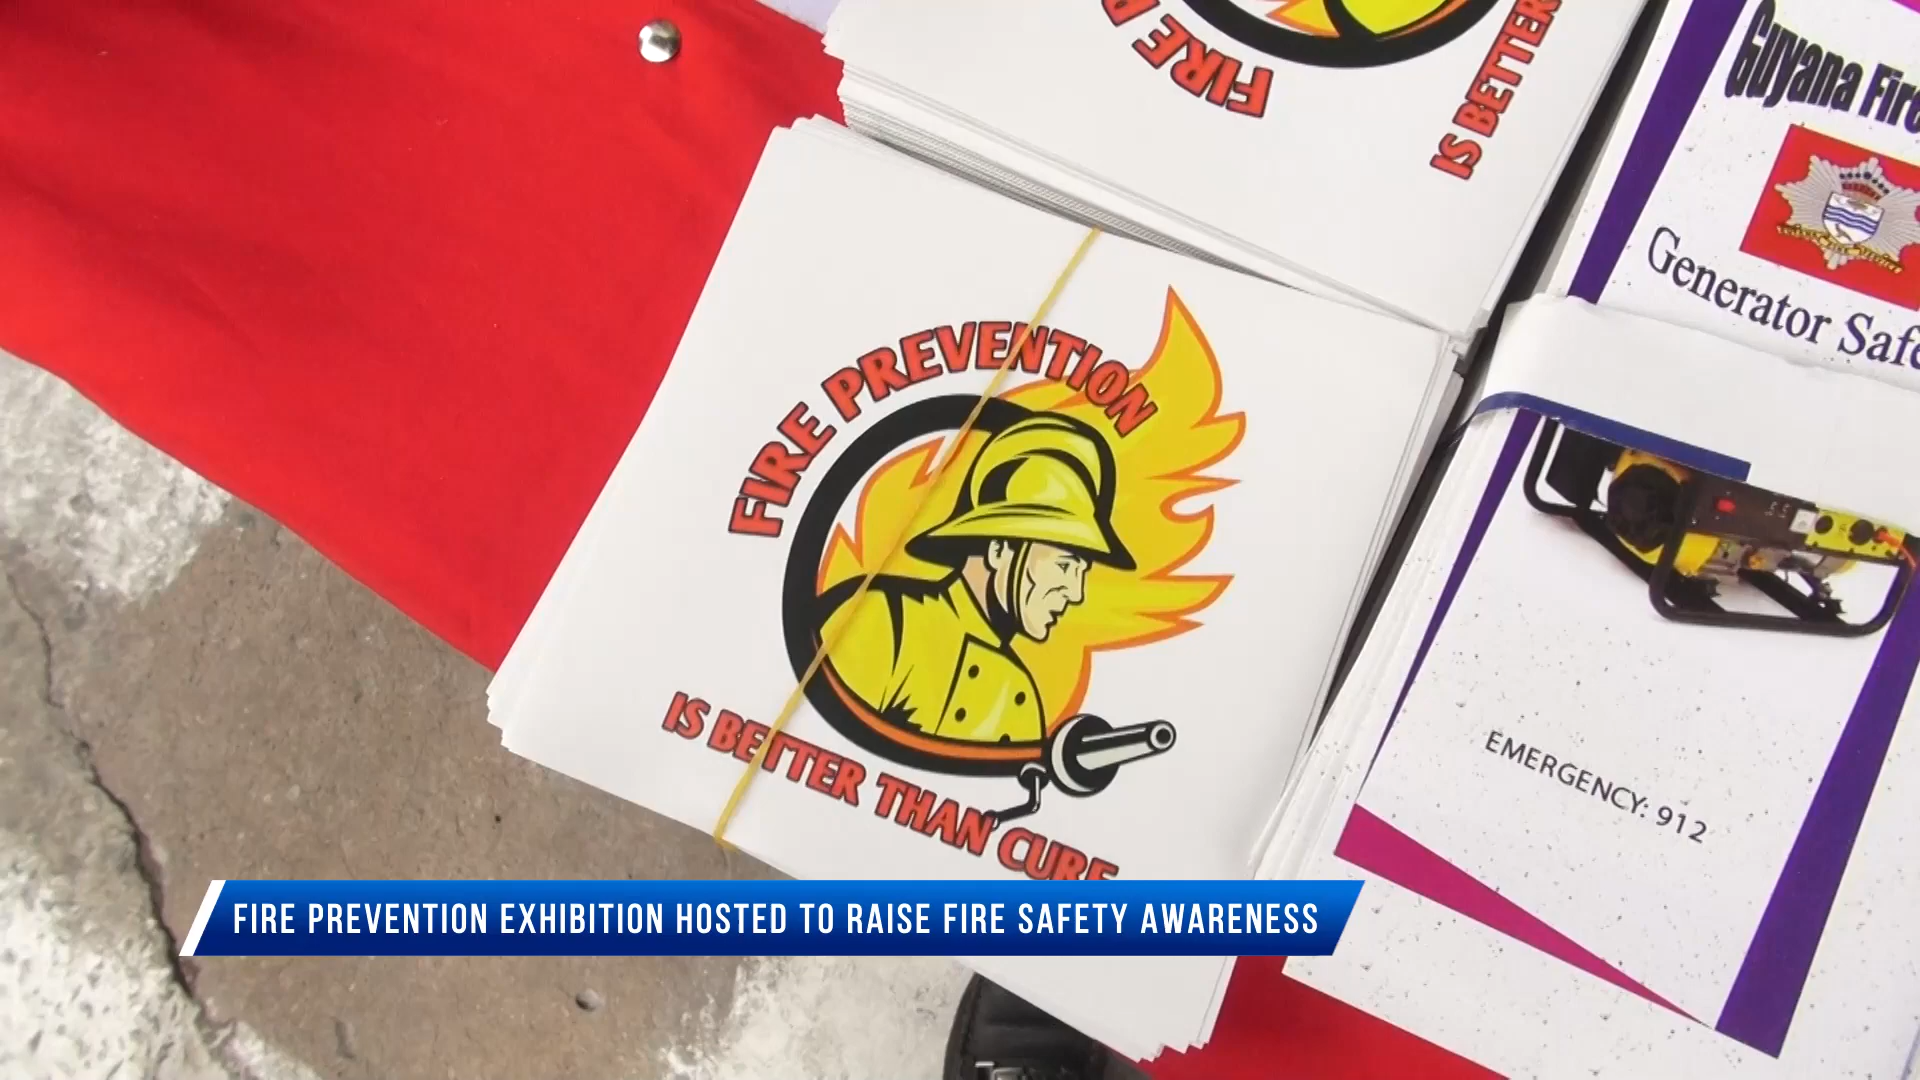 FIRE
IS BETTER
Guyana Fire
Generator Safe
FIRE PREVENTION
IS BETTER THAN CURE
EMERGENCY: 912
FIRE PREVENTION EXHIBITION HOSTED TO RAISE FIRE SAFETY AWARENESS